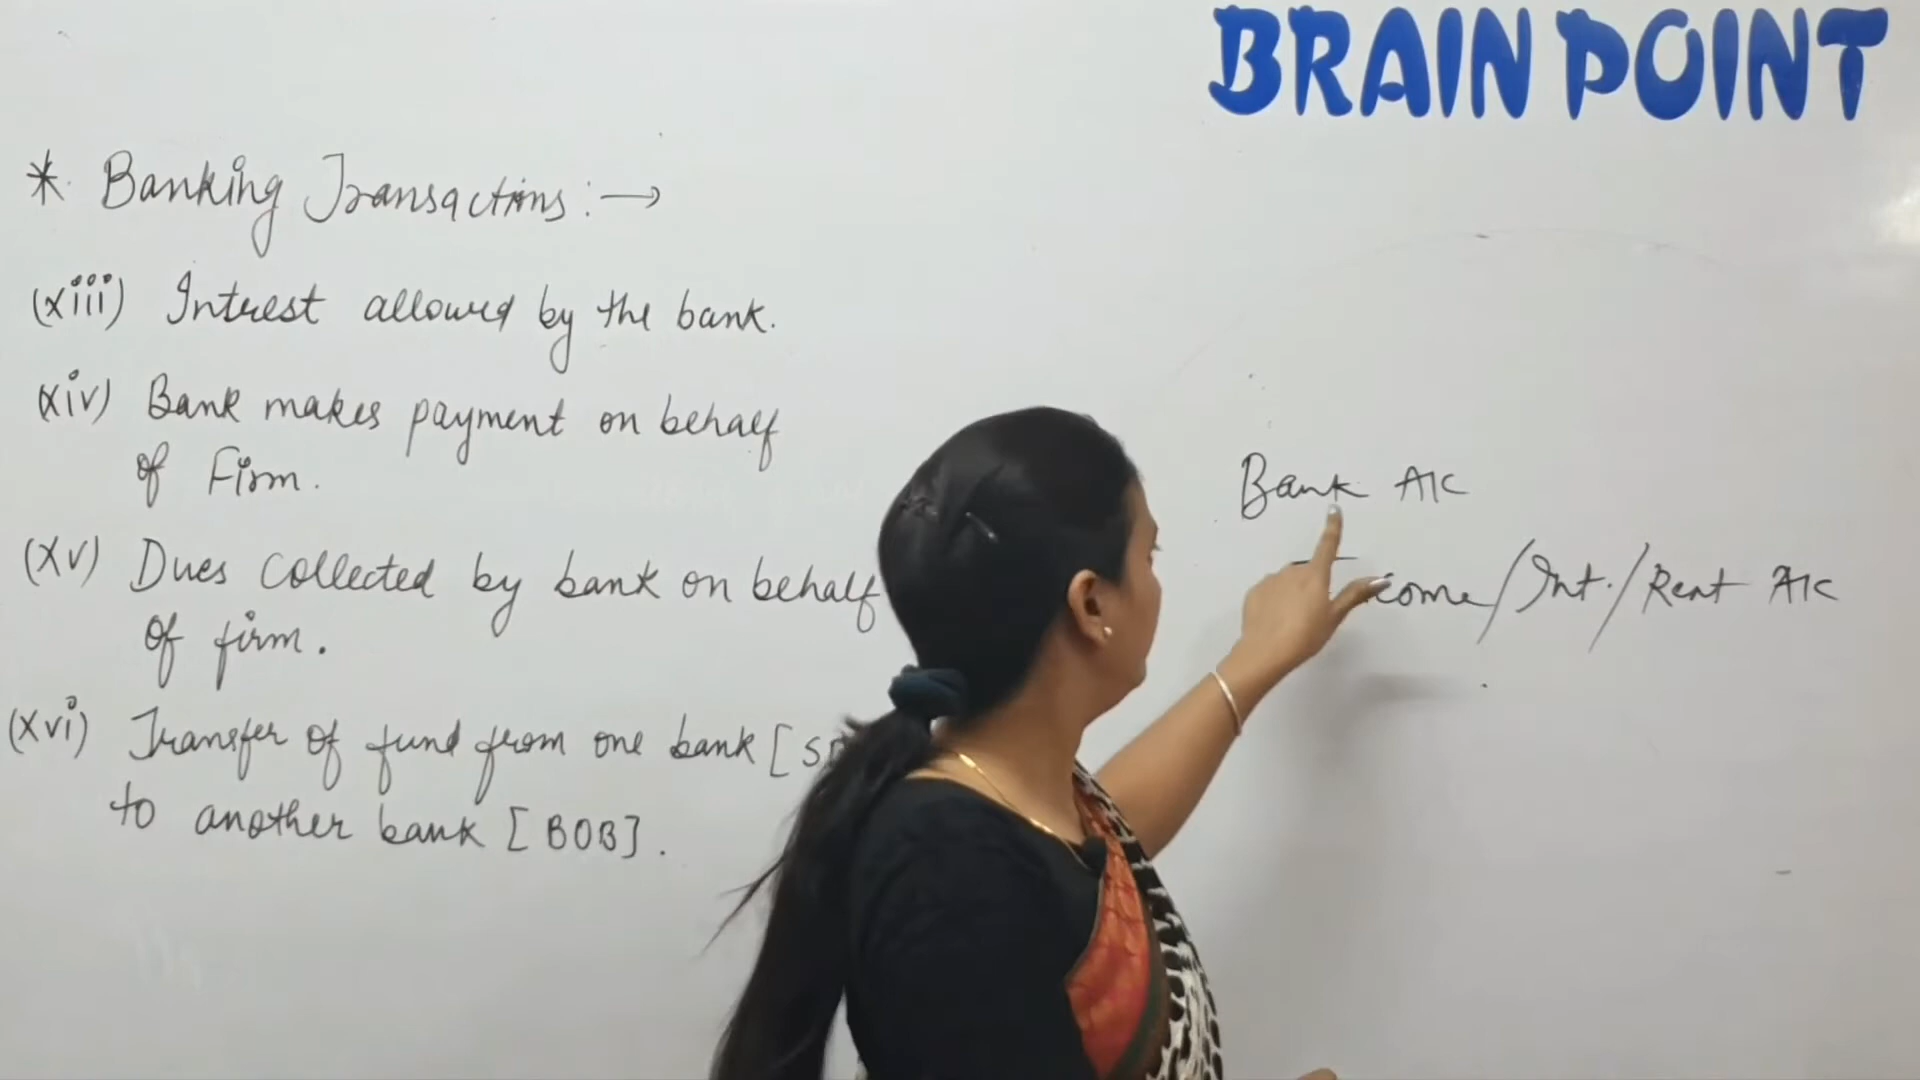 BRAIN POINT
* Banking Transactions :→
(xiii) Intrest allowed by the bank.
(xiv) Bank makes payment on behalf
of Firm.
(xv) Dues collected by bank on behalf
of firm.
(xvi) Transfer of fund from one bank [
to another bank [BOB].
Bank A/C
/Int./Rent A/C